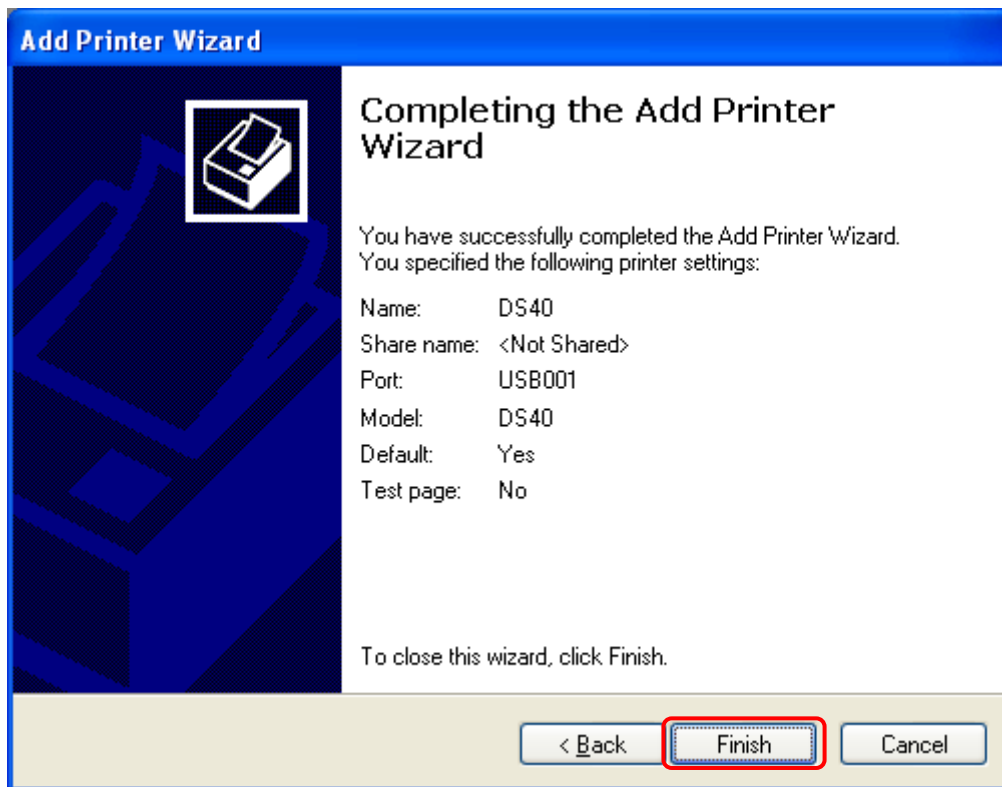 Add Printer Wizard
Completing the Add Printer
Wizard
You have successfully completed the Add Printer Wizard.
You specified the following printer settings:
Name: DS40
Share name: <Not Shared>
Port: USB001
Model: DS40
Default: Yes
Test page: No
To close this wizard, click Finish.
< Back Finish Cancel